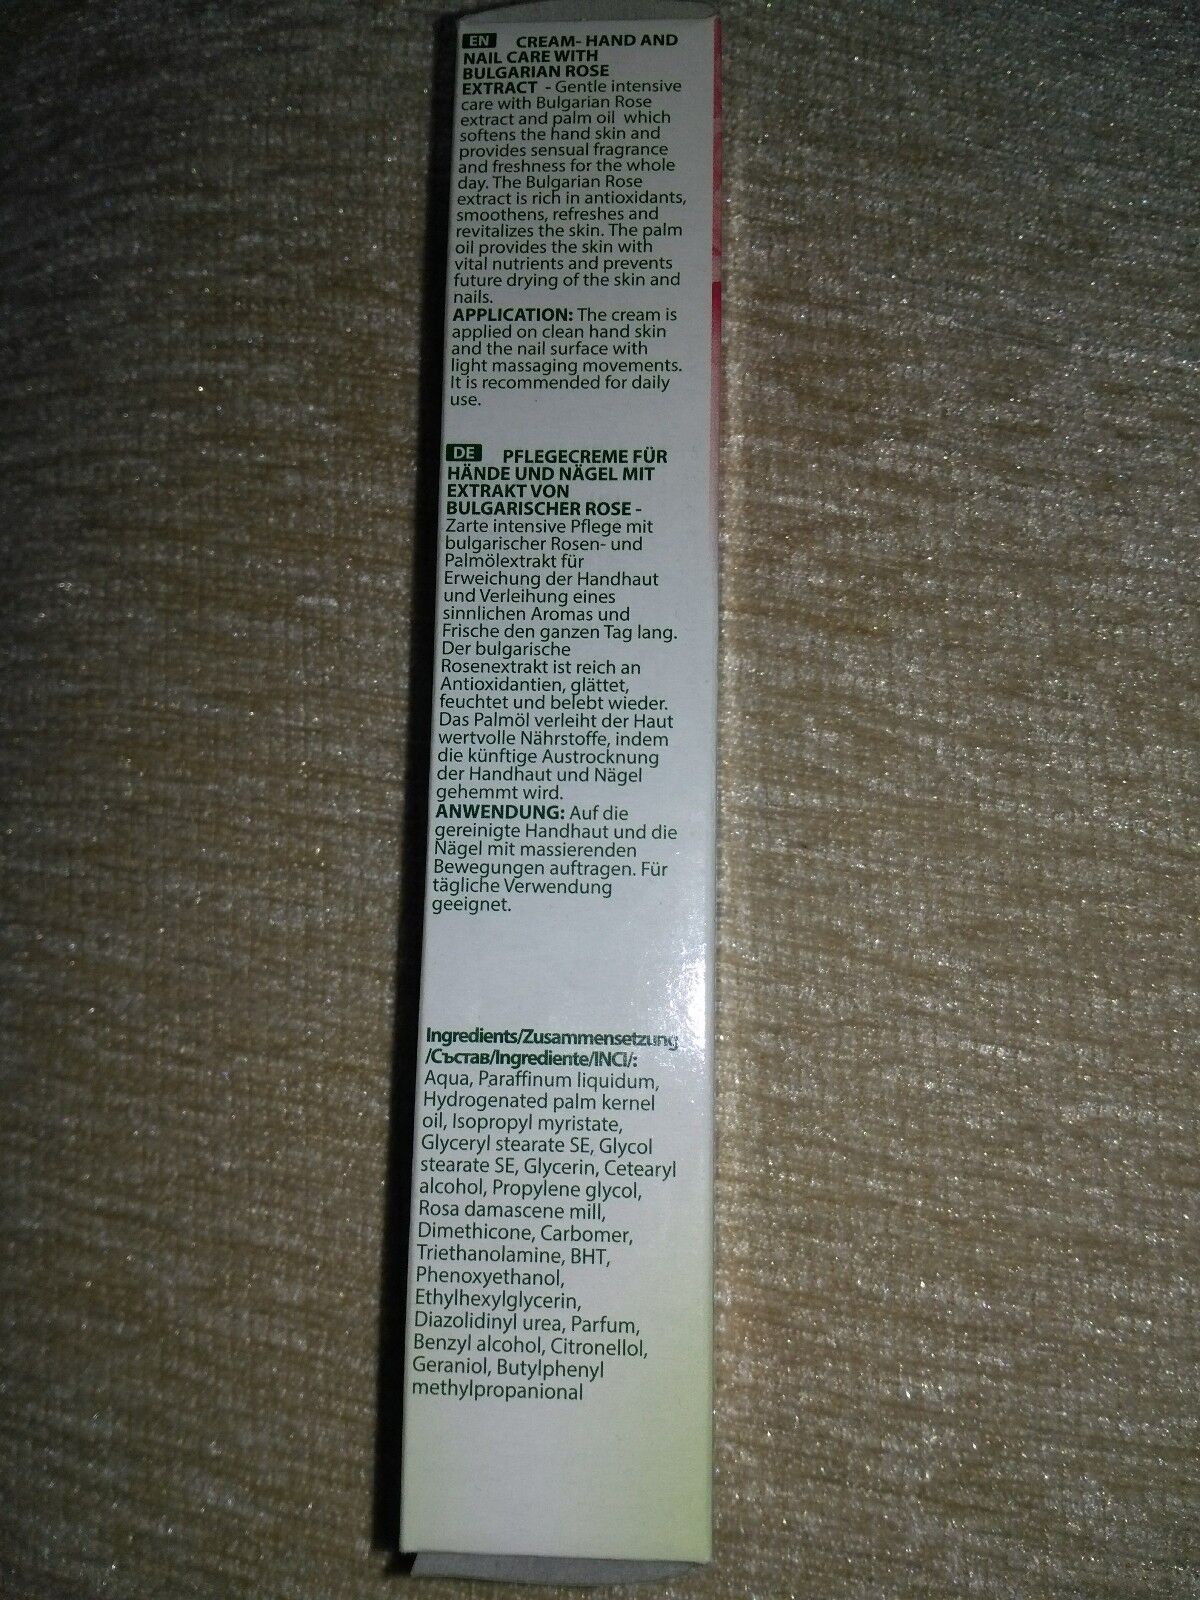 EN CREAM- HAND AND
NAIL CARE WITH
BULGARIAN ROSE
EXTRACT - Gentle intensive
care with Bulgarian Rose
extract and palm oil which
softens the hand skin and
provides sensual fragrance
and freshness for the whole
day. The Bulgarian Rose
extract is rich in antioxidants,
smoothens, refreshes and
revitalizes the skin. The palm
oil provides the skin with
vital nutrients and prevents
future drying of the skin and
nails.
APPLICATION: The cream is
applied on clean hand skin
and the nail surface with
light massaging movements.
It is recommended for daily
use.
DE PFLEGECREME FÜR
HÄNDE UND NÄGEL MIT
EXTRAKT VON
BULGARISCHER ROSE -
Zarte intensive Pflege mit
bulgarischer Rosen- und
Palmölextrakt für
Erweichung der Handhaut
und Verleihung eines
sinnlichen Aromas und
Frische den ganzen Tag lang.
Der bulgarische
Rosenextrakt ist reich an
Antioxidantien, glättet,
feuchtet und belebt wieder.
Das Palmöl verleiht der Haut
wertvolle Nährstoffe, indem
die künftige Austrocknung
der Handhaut und Nägel
gehemmt wird.
ANWENDUNG: Auf die
gereinigte Handhaut und die
Nägel mit massierenden
Bewegungen auftragen. Für
tägliche Verwendung
geeignet.
Ingredients/Zusammensetzung
/Състав/Ingrediente/INCI/:
Aqua, Paraffinum liquidum,
Hydrogenated palm kernel
oil, Isopropyl myristate,
Glyceryl stearate SE, Glycol
stearate SE, Glycerin, Cetearyl
alcohol, Propylene glycol,
Rosa damascene mill,
Dimethicone, Carbomer,
Triethanolamine, BHT,
Phenoxyethanol,
Ethylhexylglycerin,
Diazolidinyl urea, Parfum,
Benzyl alcohol, Citronellol,
Geraniol, Butylphenyl
methylpropanional